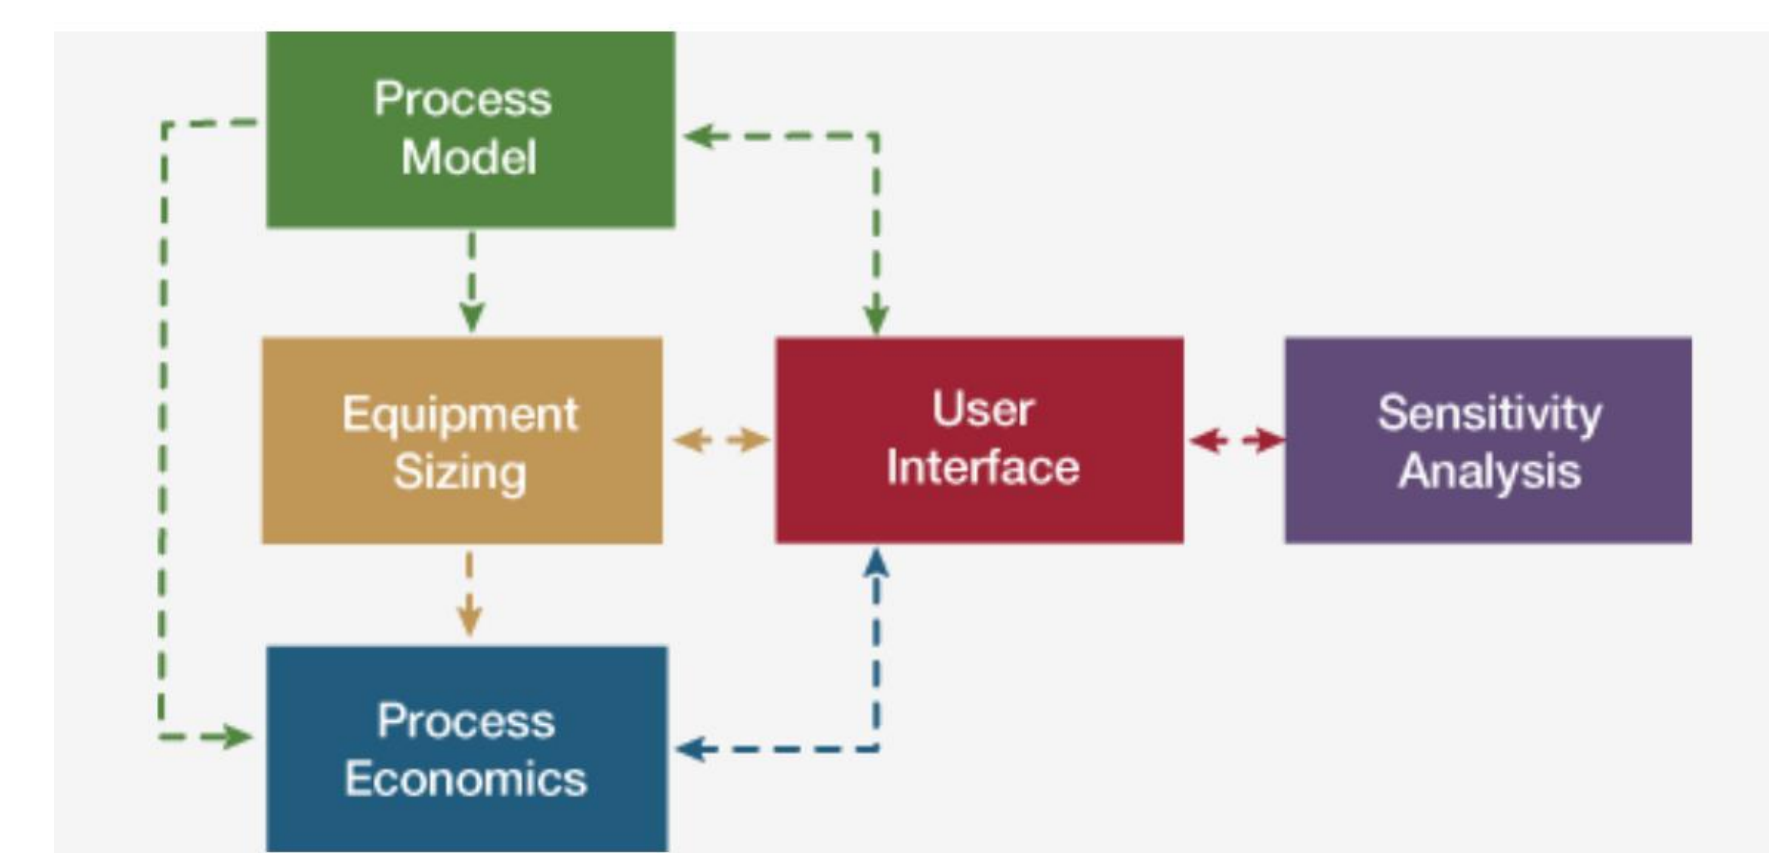 Process
Model
Equipment
Sizing
User
Interface
Sensitivity
Analysis
Process
Economics